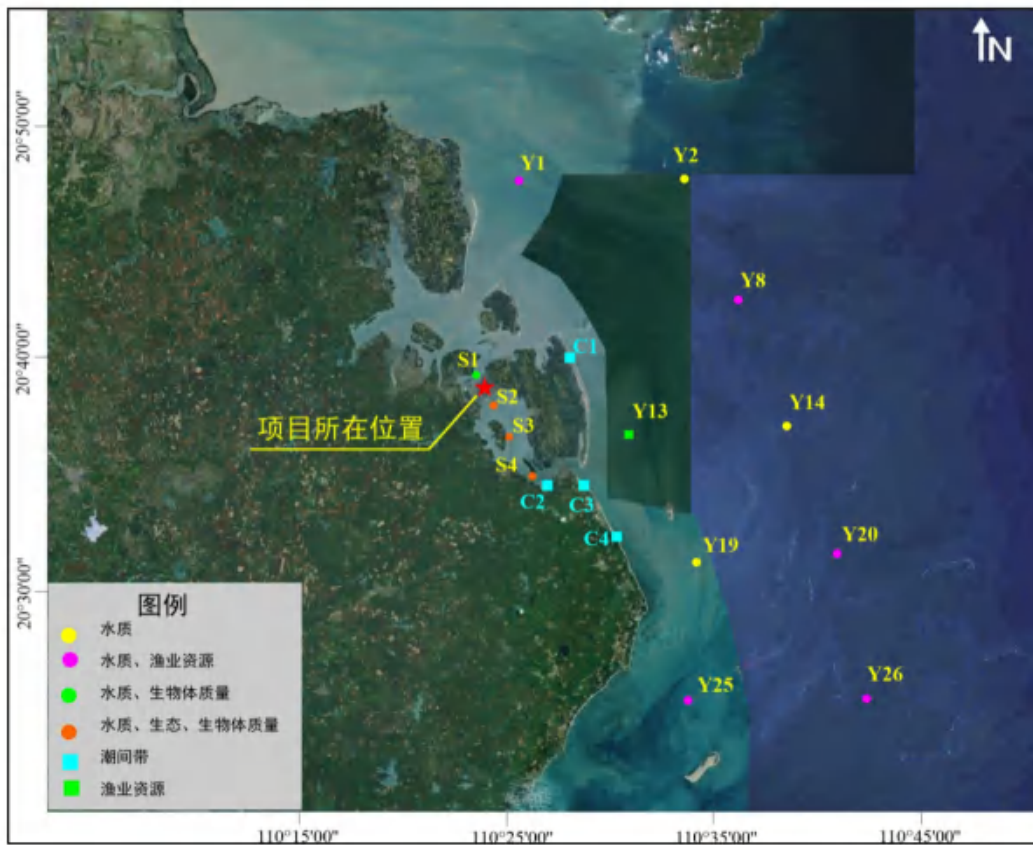 N
20°50'00"
Y1
Y2
Y8
20°40'00"
C1
S1
S2
项目所在位置
S3
Y13
Y14
S4
C2
C3
C4
Y19
Y20
20°30'00"
Y25
Y26
图例
水质
水质、渔业资源
水质、生物体质量
水质、生态、生物体质量
潮间带
渔业资源
110°15'00"
110°25'00"
110°35'00"
110°45'00"